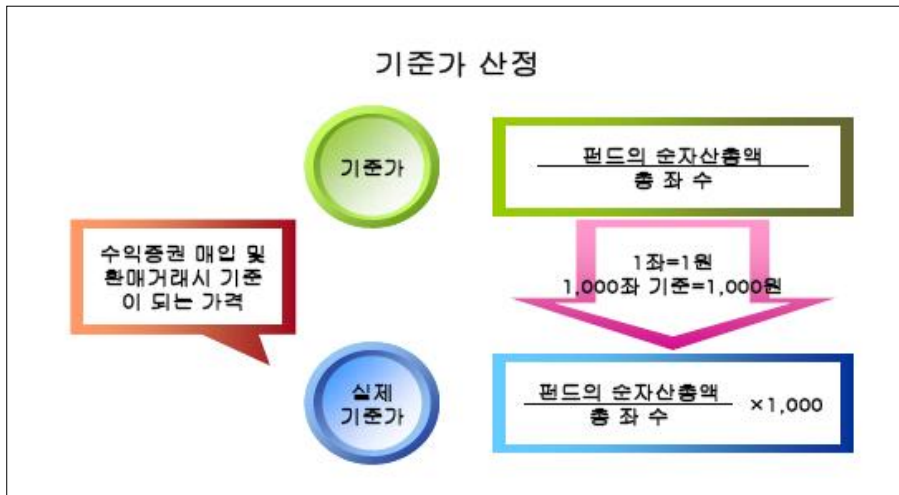 기준가 산정
기준가
펀드의 순자산총액
총 좌 수
수익증권 매입 및
환매거래시 기준
이 되는 가격
1좌=1원
1,000좌 기준=1,000원
실제
기준가
펀드의 순자산총액
총 좌 수
×1,000